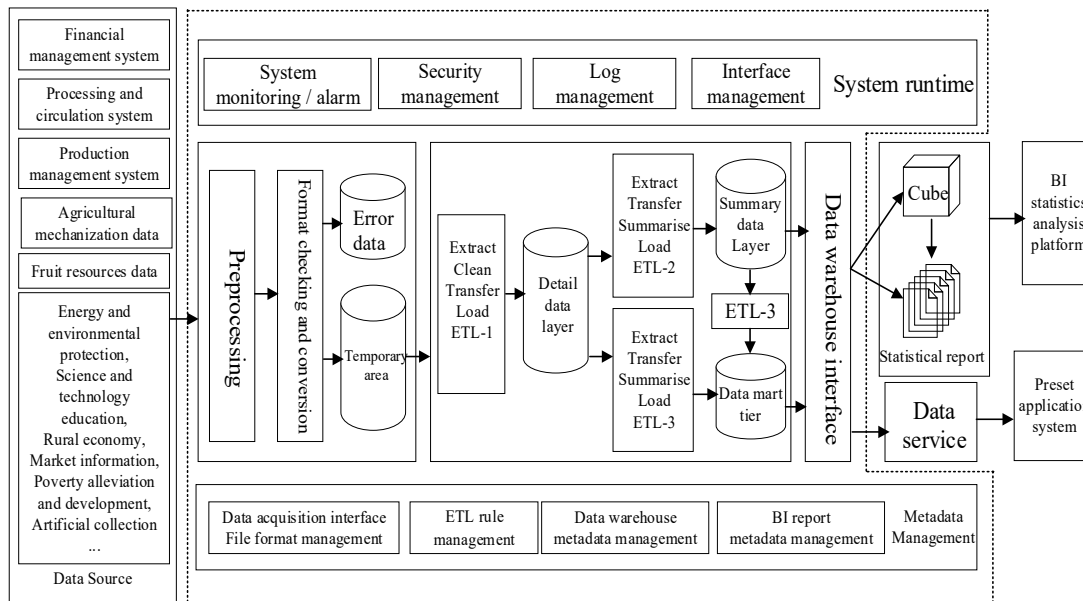 Financial
management system
Processing and
circulation system
Production
management system
Agricultural
mechanization data
Fruit resources data
Energy and
environmental
protection,
Science and
technology
education,
Rural economy,
Market information,
Poverty alleviation
and development,
Artificial collection
...
Data Source
System
monitoring / alarm
Security
management
Log
management
Interface
management
System runtime
Preprocessing
Format checking and conversion
Error
data
Temporary
area
Extract
Clean
Transfer
Load
ETL-1
Detail
data
layer
Extract
Transfer
Summarise
Load
ETL-2
Extract
Transfer
Summarise
Load
ETL-3
Summary
data
Layer
ETL-3
Data mart
tier
Data warehouse interface
Cube
Statistical report
Data
service
BI
statistics
analysis
platform
Preset
application
system
Data acquisition interface
File format management
ETL rule
management
Data warehouse
metadata management
BI report
metadata management
Metadata
Management